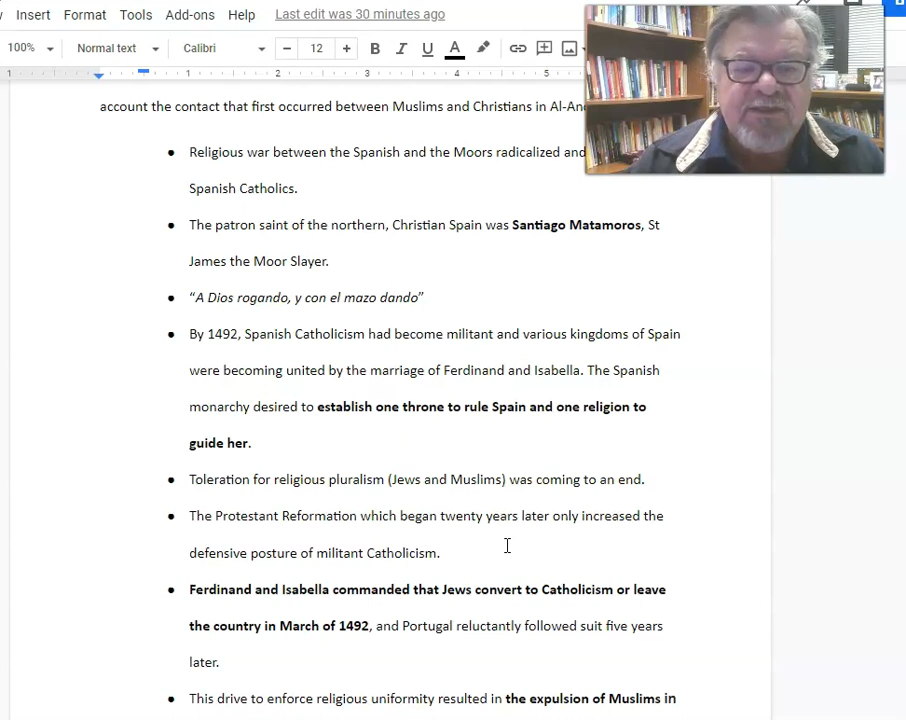 Insert Format Tools Add-ons Help Last edit was 30 minutes ago
100% Normal text Calibri 12 B I U A
1 1 2 3 4 5
account the contact that first occurred between Muslims and Christians in
● Religious war between the Spanish and the Moors radicalized and
Spanish Catholics.
● The patron saint of the northern, Christian Spain was Santiago Matamoros, St
James the Moor Slayer.
● “A Dios rogando, y con el mazo dando”
● By 1492, Spanish Catholicism had become militant and various kingdoms of Spain
were becoming united by the marriage of Ferdinand and Isabella. The Spanish
monarchy desired to establish one throne to rule Spain and one religion to
guide her.
● Toleration for religious pluralism (Jews and Muslims) was coming to an end.
● The Protestant Reformation which began twenty years later only increased the
defensive posture of militant Catholicism.
● Ferdinand and Isabella commanded that Jews convert to Catholicism or leave
the country in March of 1492, and Portugal reluctantly followed suit five years
later.
● This drive to enforce religious uniformity resulted in the expulsion of Muslims in